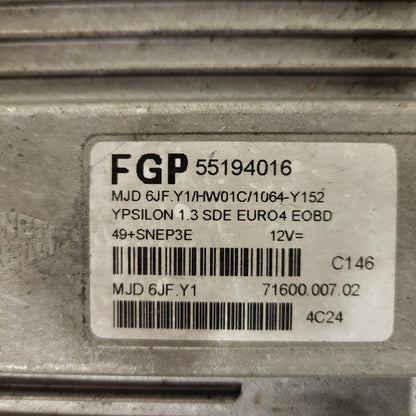 FGP 55194016
MJD 6JF.Y1/HW01C/1064-Y152
YPSILON 1.3 SDE EURO4 EOBD
49+SNEP3E 12V=
C146
MJD 6JF.Y1 71600.007.02
4C24